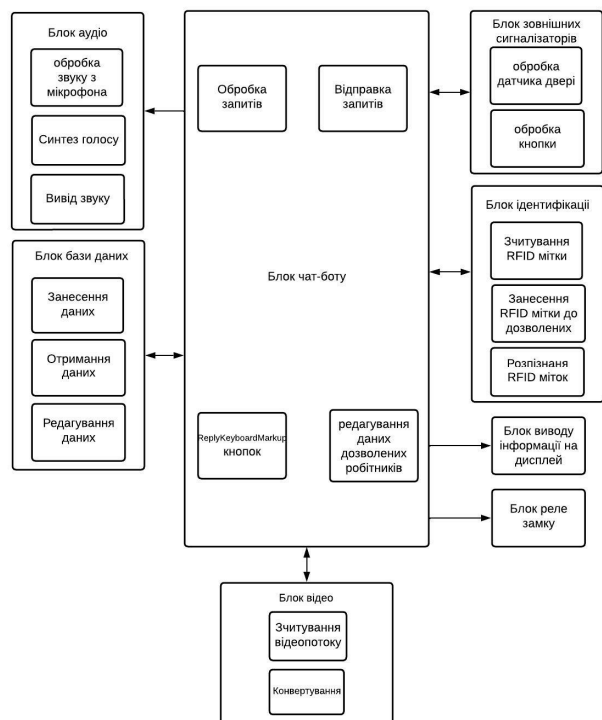 Блок аудіо
обробка
звуку з
мікрофона
Синтез голосу
Вивід звуку
Блок бази даних
Занесення
даних
Отримання
даних
Редагування
даних
Обробка
запитів
Відправка
запитів
Блок чат-боту
ReplyKeyboardMarkup
кнопок
редагування
даних
дозволених
робітників
Блок зовнішних
сигналізаторів
обробка
датчика двері
обробка
кнопки
Блок ідентифікаціі
Зчитування
RFID мітки
Занесення
RFID мітки до
дозволених
Розпізнаня
RFID міток
Блок виводу
інформації на
дисплей
Блок реле
замку
Блок відео
Зчитування
відеопотоку
Конвертування